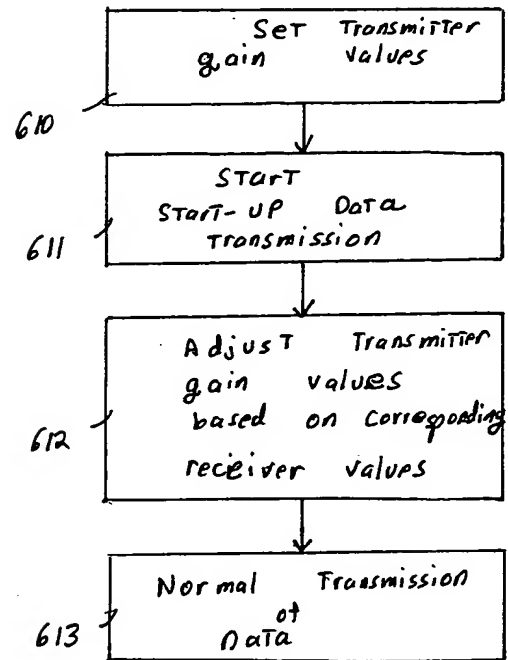 Set Transmitter
gain values
610
Start
Start-up Data
Transmission
611
Adjust Transmitter
gain values
based on corresponding
receiver values
612
Normal Transmission
of
Data
613